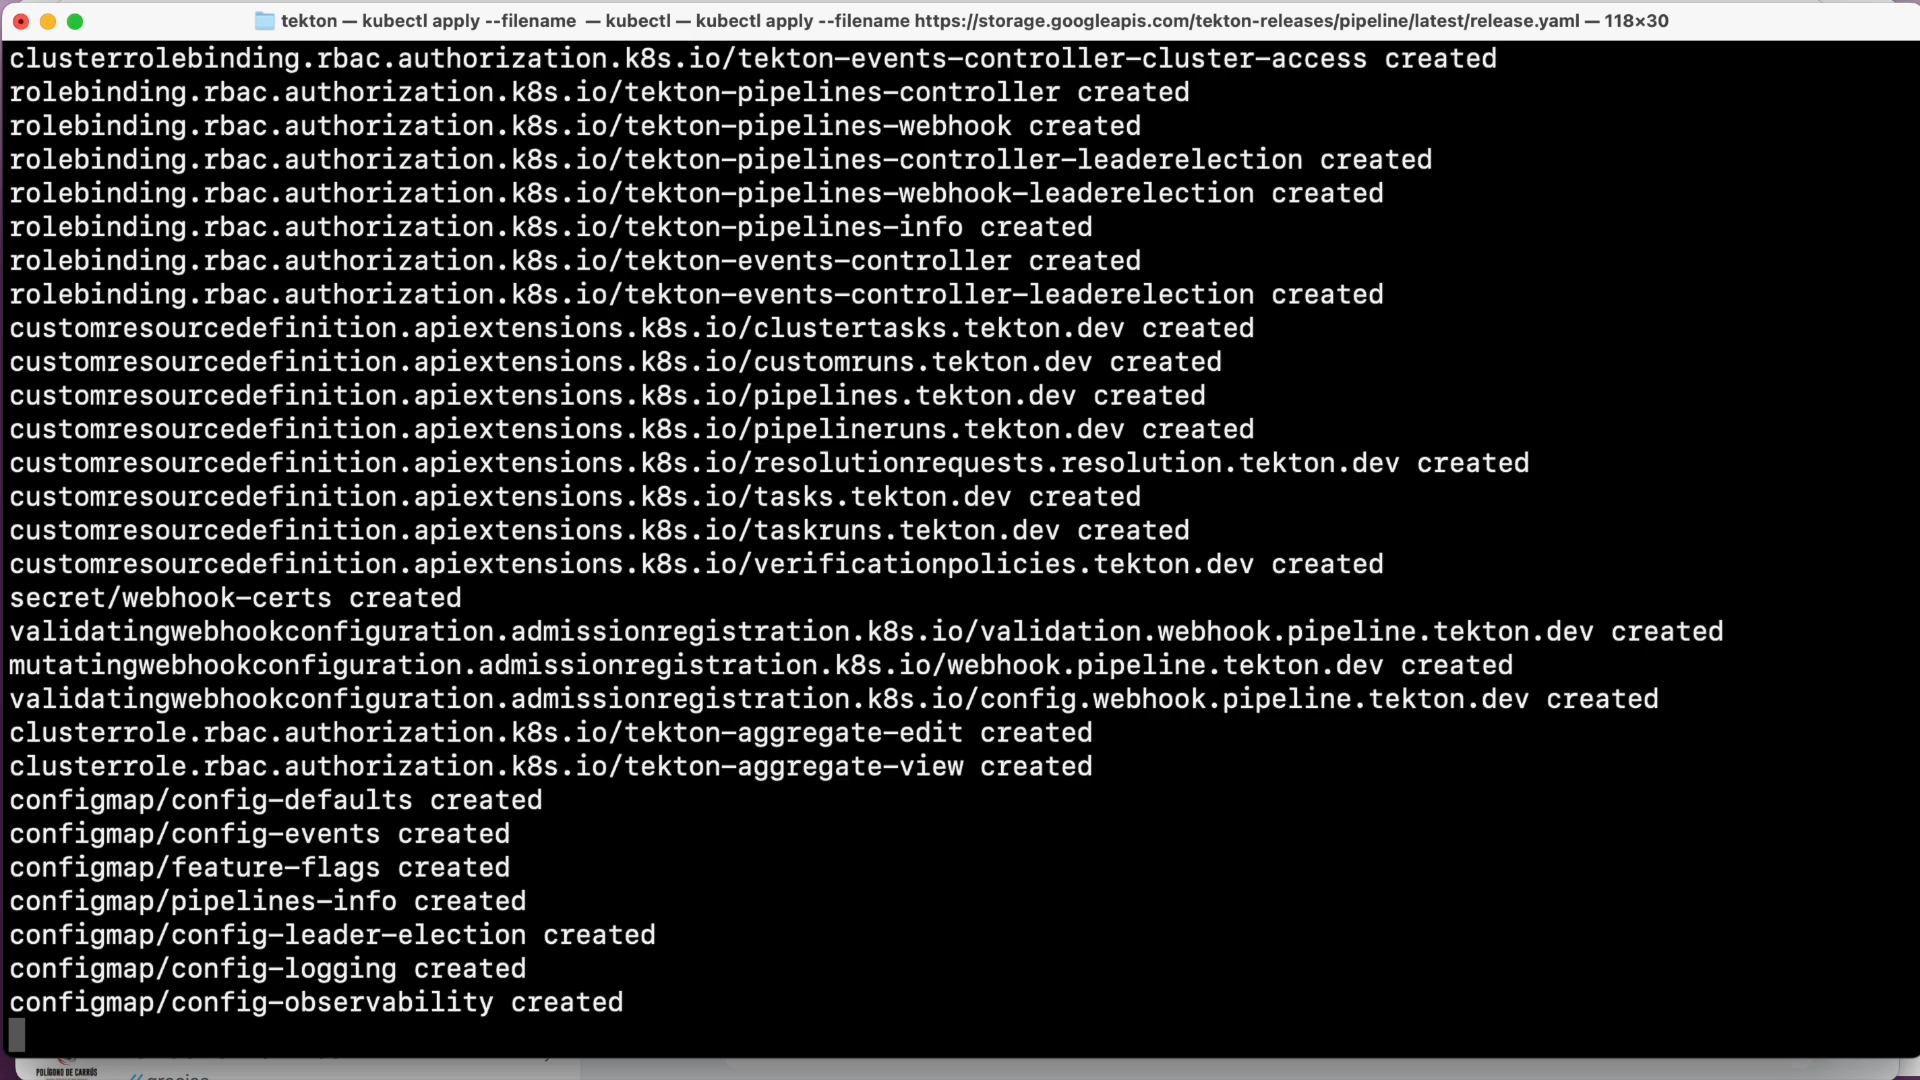 tekton — kubectl apply --filename — kubectl — kubectl apply --filename https://storage.googleapis.com/tekton-releases/pipeline/latest/release.yaml — 118×30
clusterrolebinding.rbac.authorization.k8s.io/tekton-events-controller-cluster-access created
rolebinding.rbac.authorization.k8s.io/tekton-pipelines-controller created
rolebinding.rbac.authorization.k8s.io/tekton-pipelines-webhook created
rolebinding.rbac.authorization.k8s.io/tekton-pipelines-controller-leaderelection created
rolebinding.rbac.authorization.k8s.io/tekton-pipelines-webhook-leaderelection created
rolebinding.rbac.authorization.k8s.io/tekton-pipelines-info created
rolebinding.rbac.authorization.k8s.io/tekton-events-controller created
rolebinding.rbac.authorization.k8s.io/tekton-events-controller-leaderelection created
customresourcedefinition.apiextensions.k8s.io/clustertasks.tekton.dev created
customresourcedefinition.apiextensions.k8s.io/customruns.tekton.dev created
customresourcedefinition.apiextensions.k8s.io/pipelines.tekton.dev created
customresourcedefinition.apiextensions.k8s.io/pipelineruns.tekton.dev created
customresourcedefinition.apiextensions.k8s.io/resolutionrequests.resolution.tekton.dev created
customresourcedefinition.apiextensions.k8s.io/tasks.tekton.dev created
customresourcedefinition.apiextensions.k8s.io/taskruns.tekton.dev created
customresourcedefinition.apiextensions.k8s.io/verificationpolicies.tekton.dev created
secret/webhook-certs created
validatingwebhookconfiguration.admissionregistration.k8s.io/validation.webhook.pipeline.tekton.dev created
mutatingwebhookconfiguration.admissionregistration.k8s.io/webhook.pipeline.tekton.dev created
validatingwebhookconfiguration.admissionregistration.k8s.io/config.webhook.pipeline.tekton.dev created
clusterrole.rbac.authorization.k8s.io/tekton-aggregate-edit created
clusterrole.rbac.authorization.k8s.io/tekton-aggregate-view created
configmap/config-defaults created
configmap/config-events created
configmap/feature-flags created
configmap/pipelines-info created
configmap/config-leader-election created
configmap/config-logging created
configmap/config-observability created
POLÍGONO DE CARRÚS